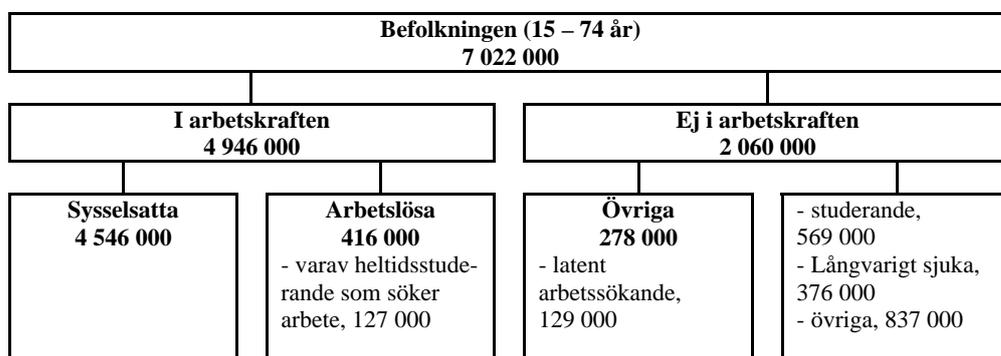 Befolkningen (15 – 74 år)
7 022 000
I arbetskraften
4 946 000
Ej i arbetskraften
2 060 000
Sysselsatta
4 546 000
Arbetslösa
416 000
- varav heltidsstude-
rande som söker
arbete, 127 000
Övriga
278 000
- latent
arbetssökande,
129 000
- studerande,
569 000
- Långvarigt sjuka,
376 000
- övriga, 837 000